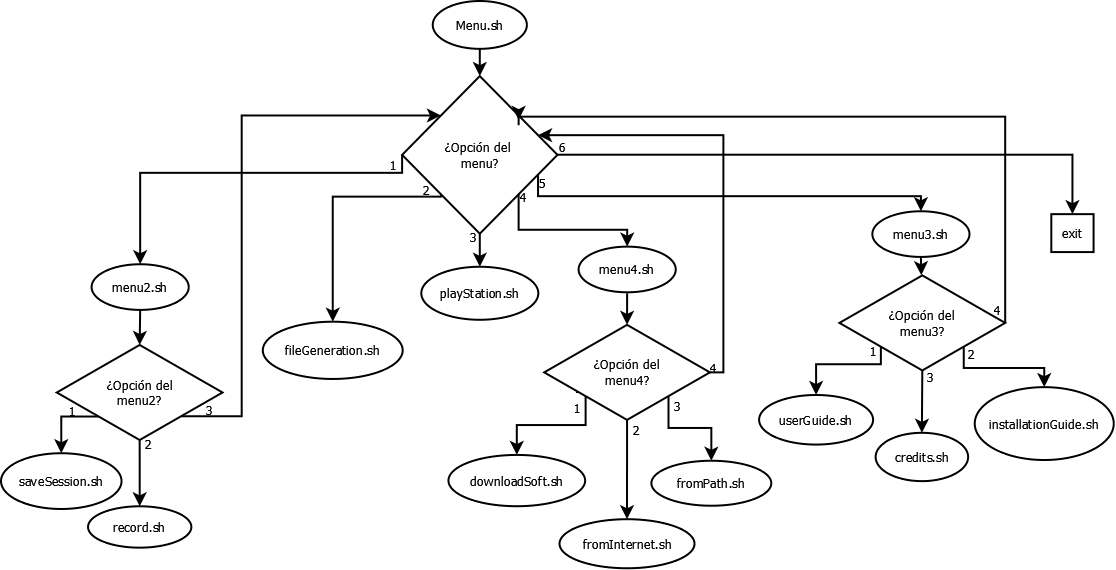 Menu.sh
¿Opción del
menu?
1
2
3
4
5
6
menu2.sh
fileGeneration.sh
playStation.sh
menu4.sh
menu3.sh
exit
¿Opción del
menu2?
1
2
3
saveSession.sh
record.sh
¿Opción del
menu4?
1
2
3
4
downloadSoft.sh
fromInternet.sh
fromPath.sh
¿Opción del
menu3?
1
2
3
4
userGuide.sh
credits.sh
installationGuide.sh